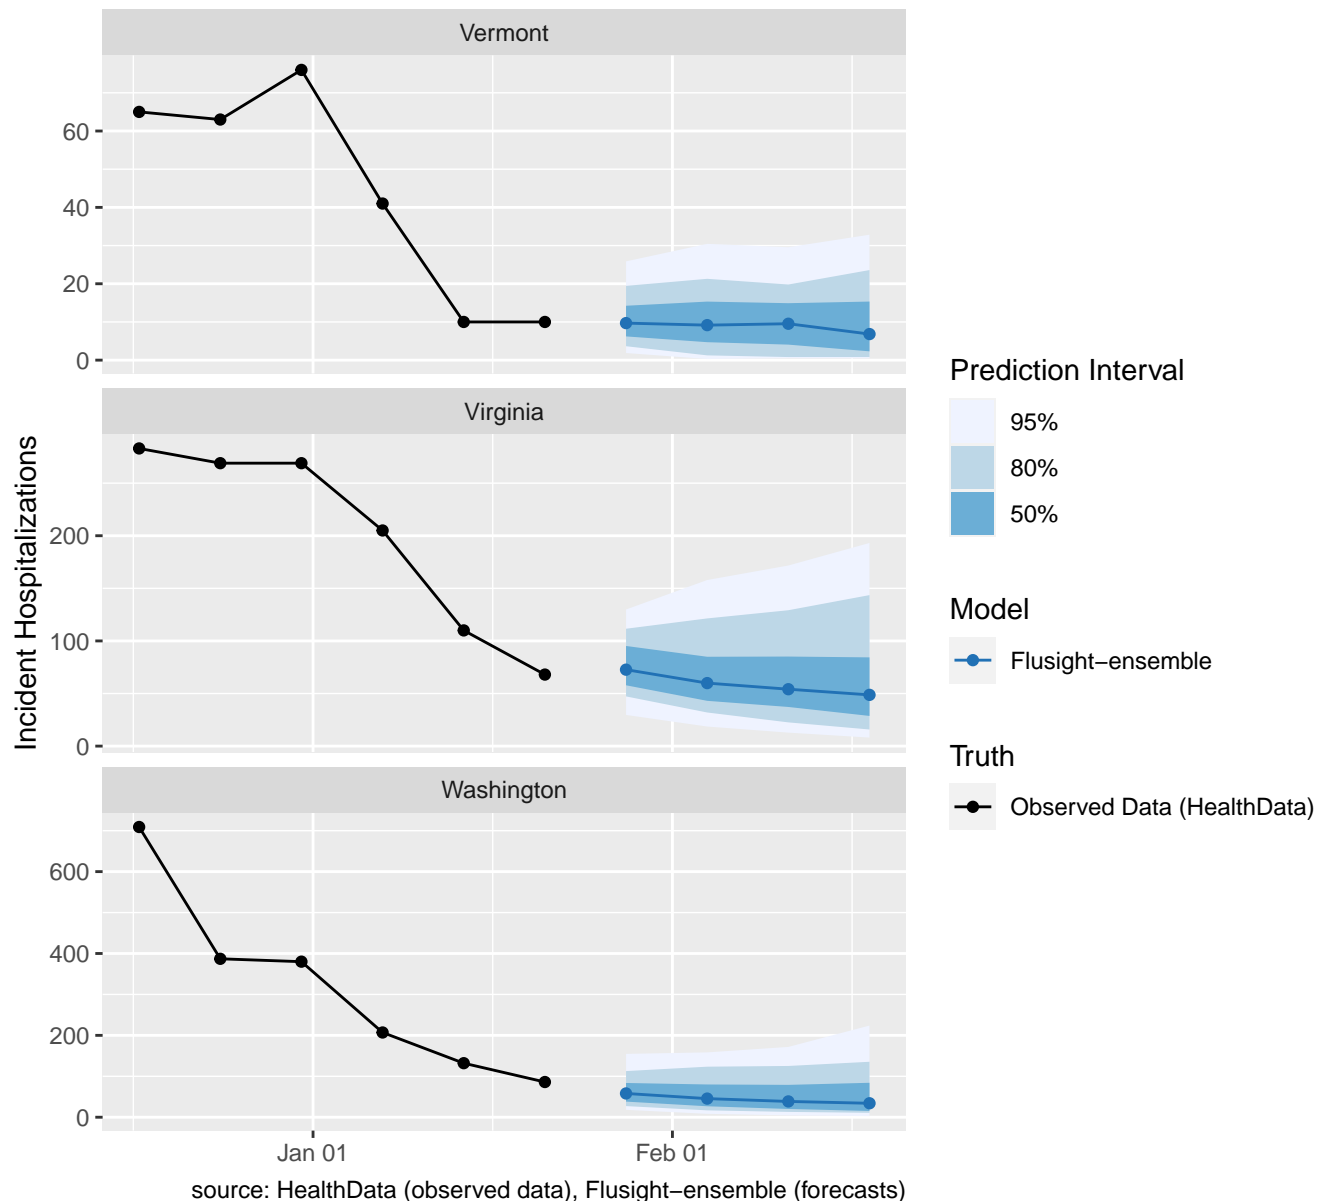 Vermont
60
40
20
0
Virginia
200
100
0
Washington
600
400
200
0
Incident Hospitalizations
Jan 01
Feb 01
source: HealthData (observed data), Flusight−ensemble (forecasts)
Prediction Interval
95%
80%
50%
Model
Flusight−ensemble
Truth
Observed Data (HealthData)